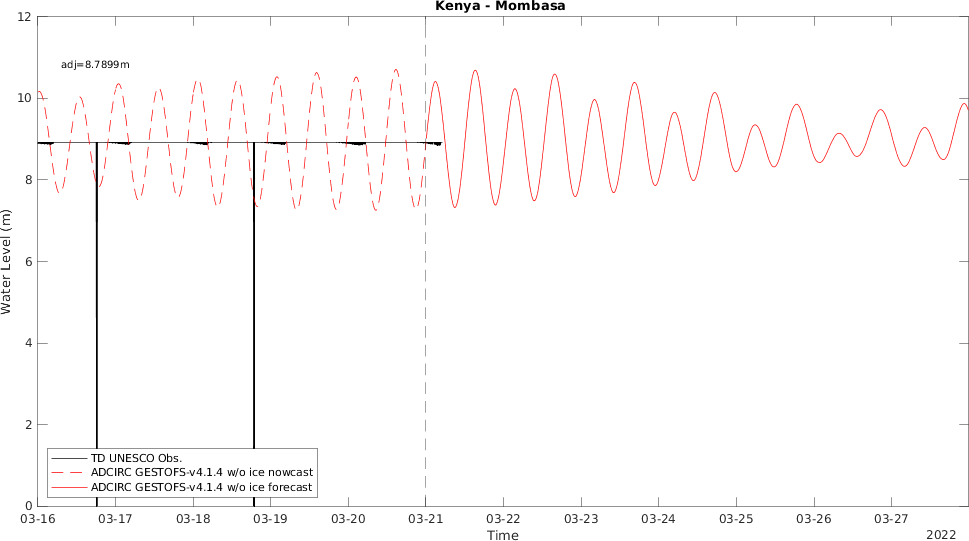 Kenya - Mombasa
12
adj=8.7899m
10
8
6
4
2
0
Water Level (m)
TD UNESCO Obs.
ADCIRC GESTOFS-v4.1.4 w/o ice nowcast
ADCIRC GESTOFS-v4.1.4 w/o ice forecast
03-16 03-17 03-18 03-19 03-20 03-21 03-22 03-23 03-24 03-25 03-26 03-27
Time
2022